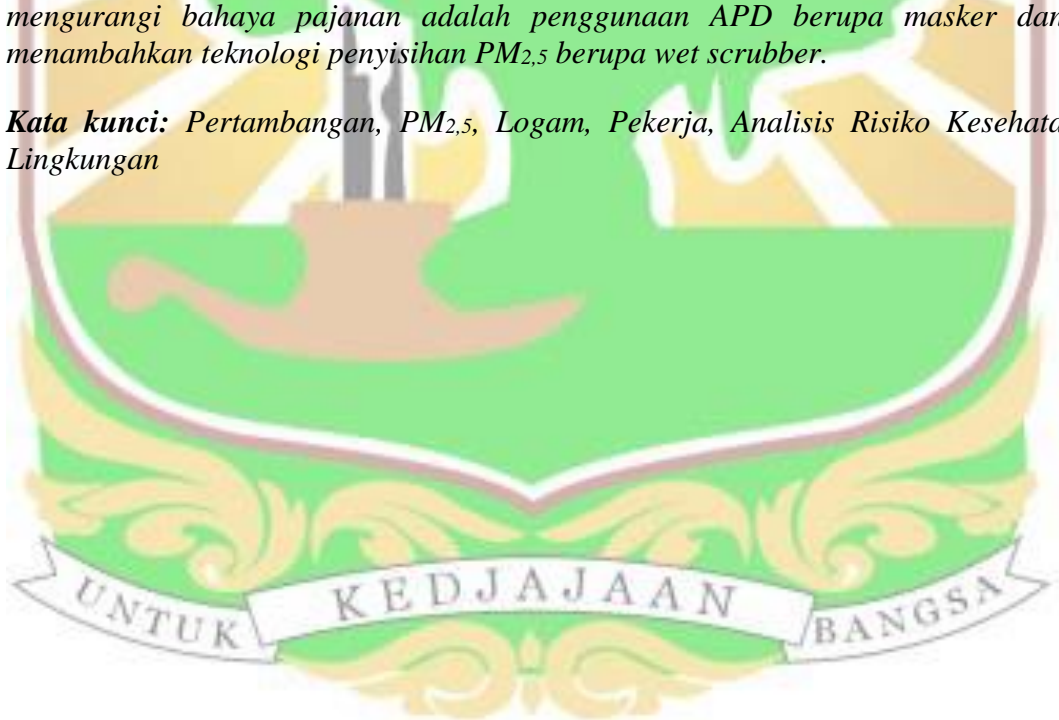 mengurangi bahaya pajanan adalah penggunaan APD berupa masker dan
menambahkan teknologi penyisihan PM2,5 berupa wet scrubber.
Kata kunci: Pertambangan, PM2,5, Logam, Pekerja, Analisis Risiko Kesehata
Lingkungan
UNTUK KEDJAJAAN BANGSA